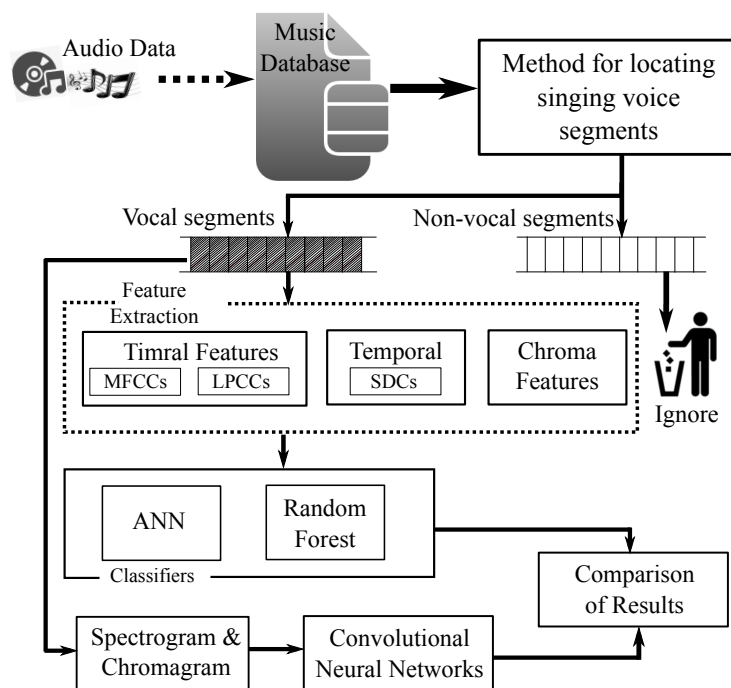 Audio Data
Music
Database
Method for locating
singing voice
segments
Vocal segments
Non-vocal segments
Feature
Extraction
Timral Features
MFCCs
LPCCs
Temporal
SDCs
Chroma
Features
Ignore
ANN
Random
Forest
Classifiers
Comparison
of Results
Spectrogram &
Chromagram
Convolutional
Neural Networks